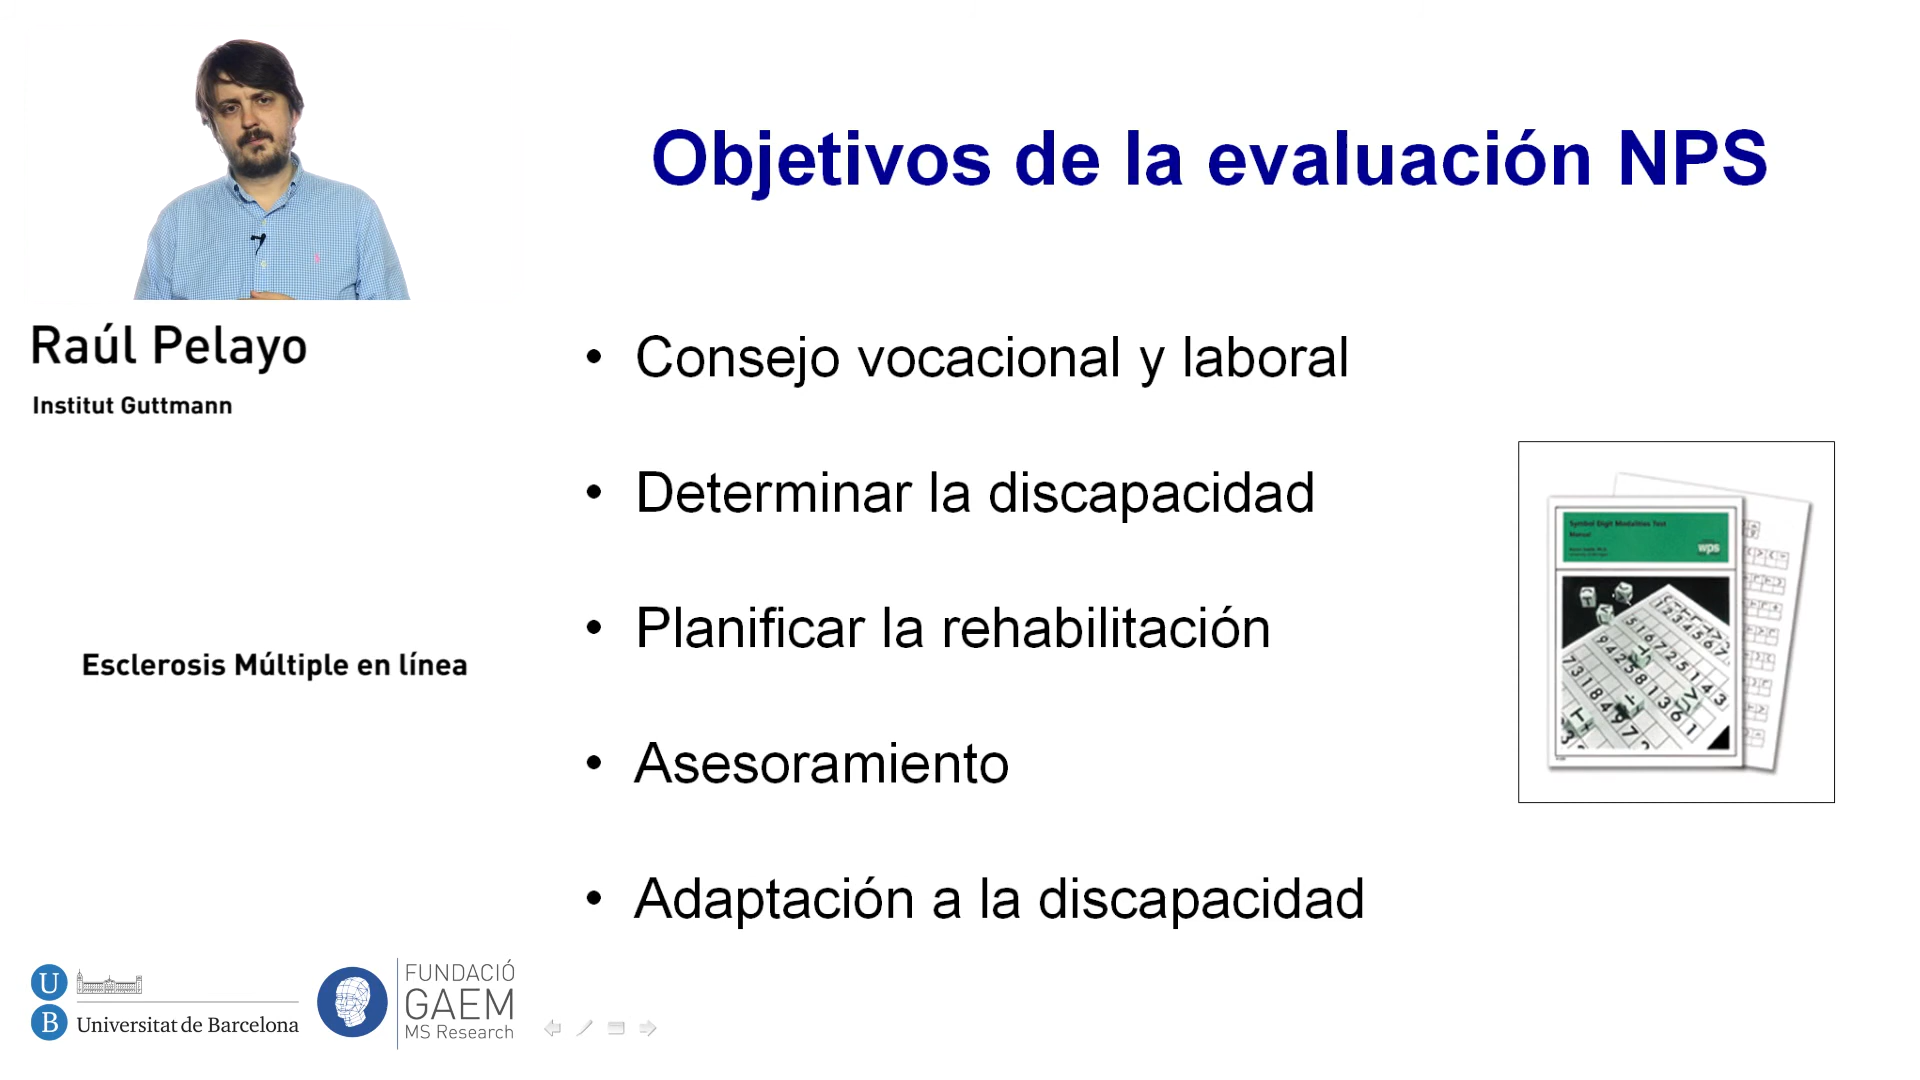 Objetivos de la evaluación NPS
Raúl Pelayo
Institut Guttmann
• Consejo vocacional y laboral
• Determinar la discapacidad
• Planificar la rehabilitación
• Asesoramiento
• Adaptación a la discapacidad
Symbol Digit Modalities Test
Manual
wps
Esclerosis Múltiple en línea
U
B
Universitat de Barcelona
FUNDACIÓ
GAEM
MS Research